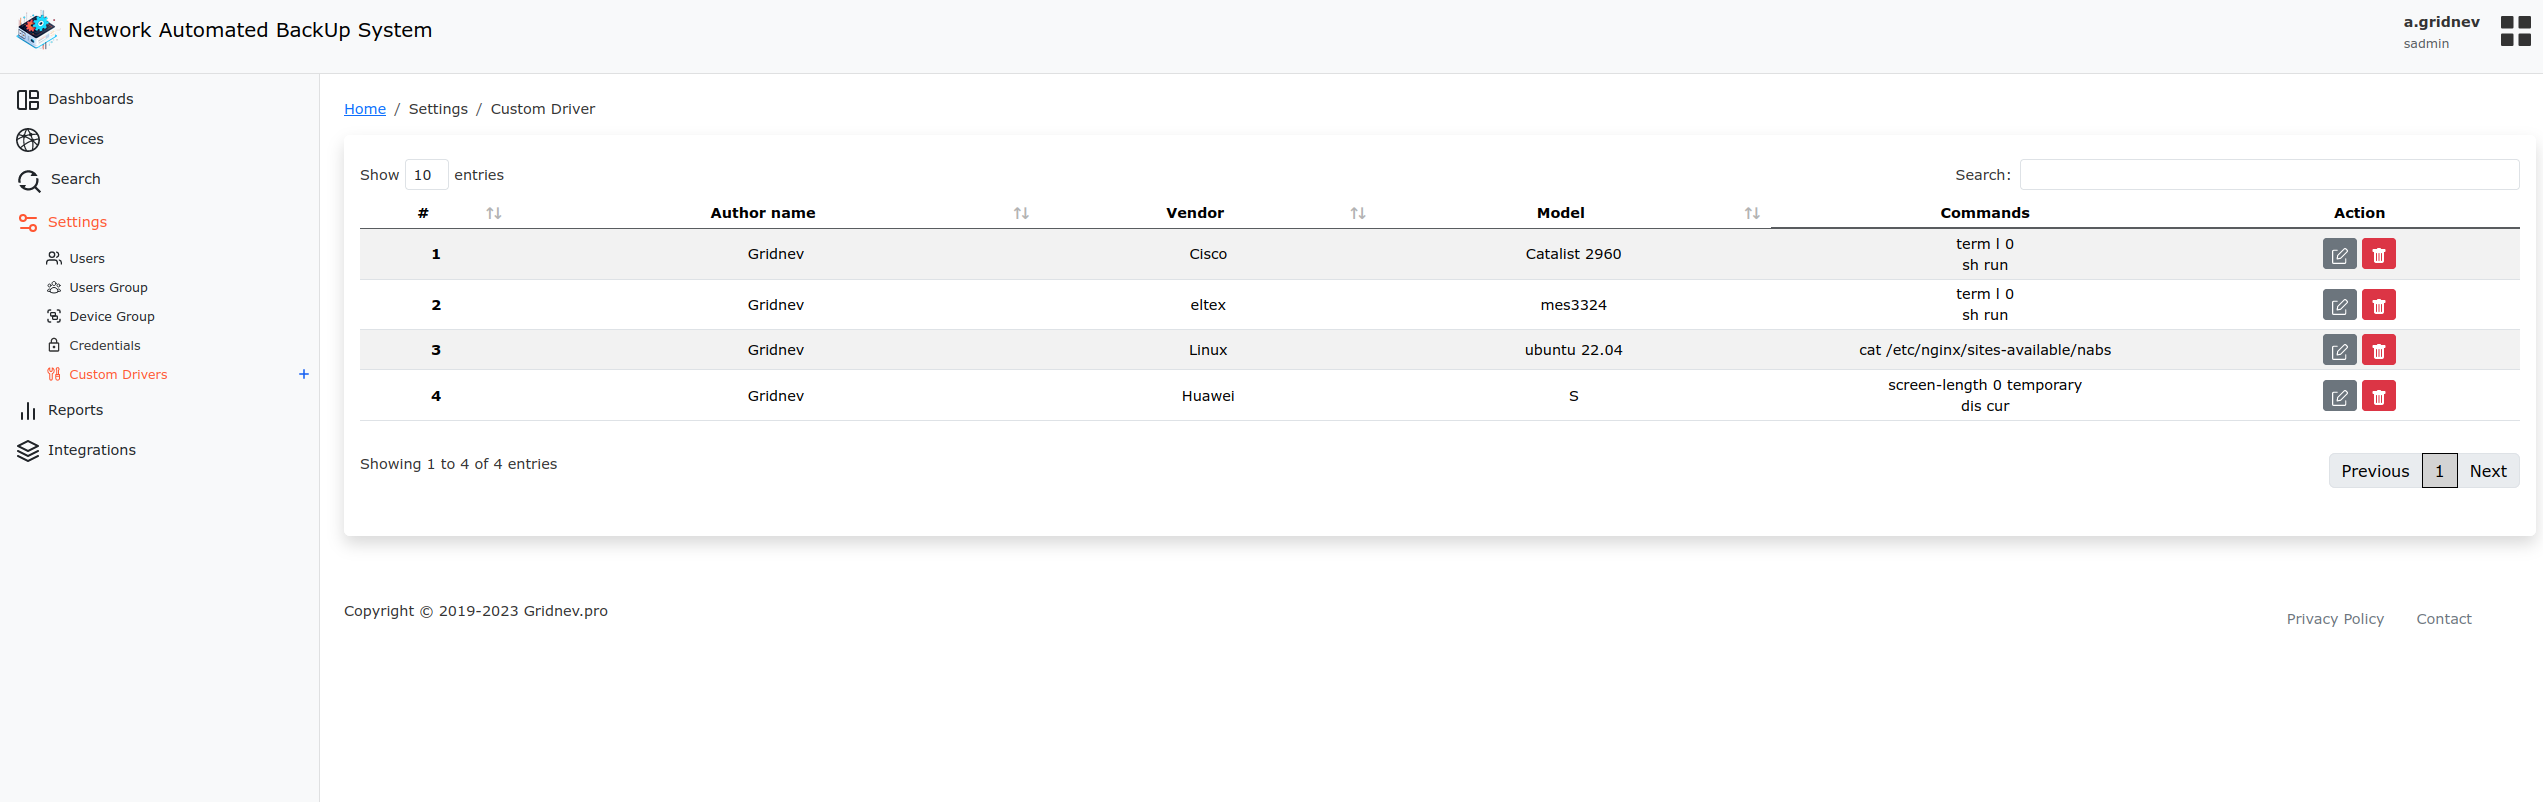 Network Automated BackUp System
a.gridnev
sadmin
Dashboards
Devices
Search
Settings
Users
Users Group
Device Group
Credentials
Custom Drivers +
Reports
Integrations
Home / Settings / Custom Driver
Show 10 entries
Search:
# Author name Vendor Model Commands Action
1 Gridnev Cisco Catalist 2960 term l 0
sh run
2 Gridnev eltex mes3324 term l 0
sh run
3 Gridnev Linux ubuntu 22.04 cat /etc/nginx/sites-available/nabs
4 Gridnev Huawei S screen-length 0 temporary
dis cur
Showing 1 to 4 of 4 entries
Previous 1 Next
Copyright © 2019-2023 Gridnev.pro
Privacy Policy Contact